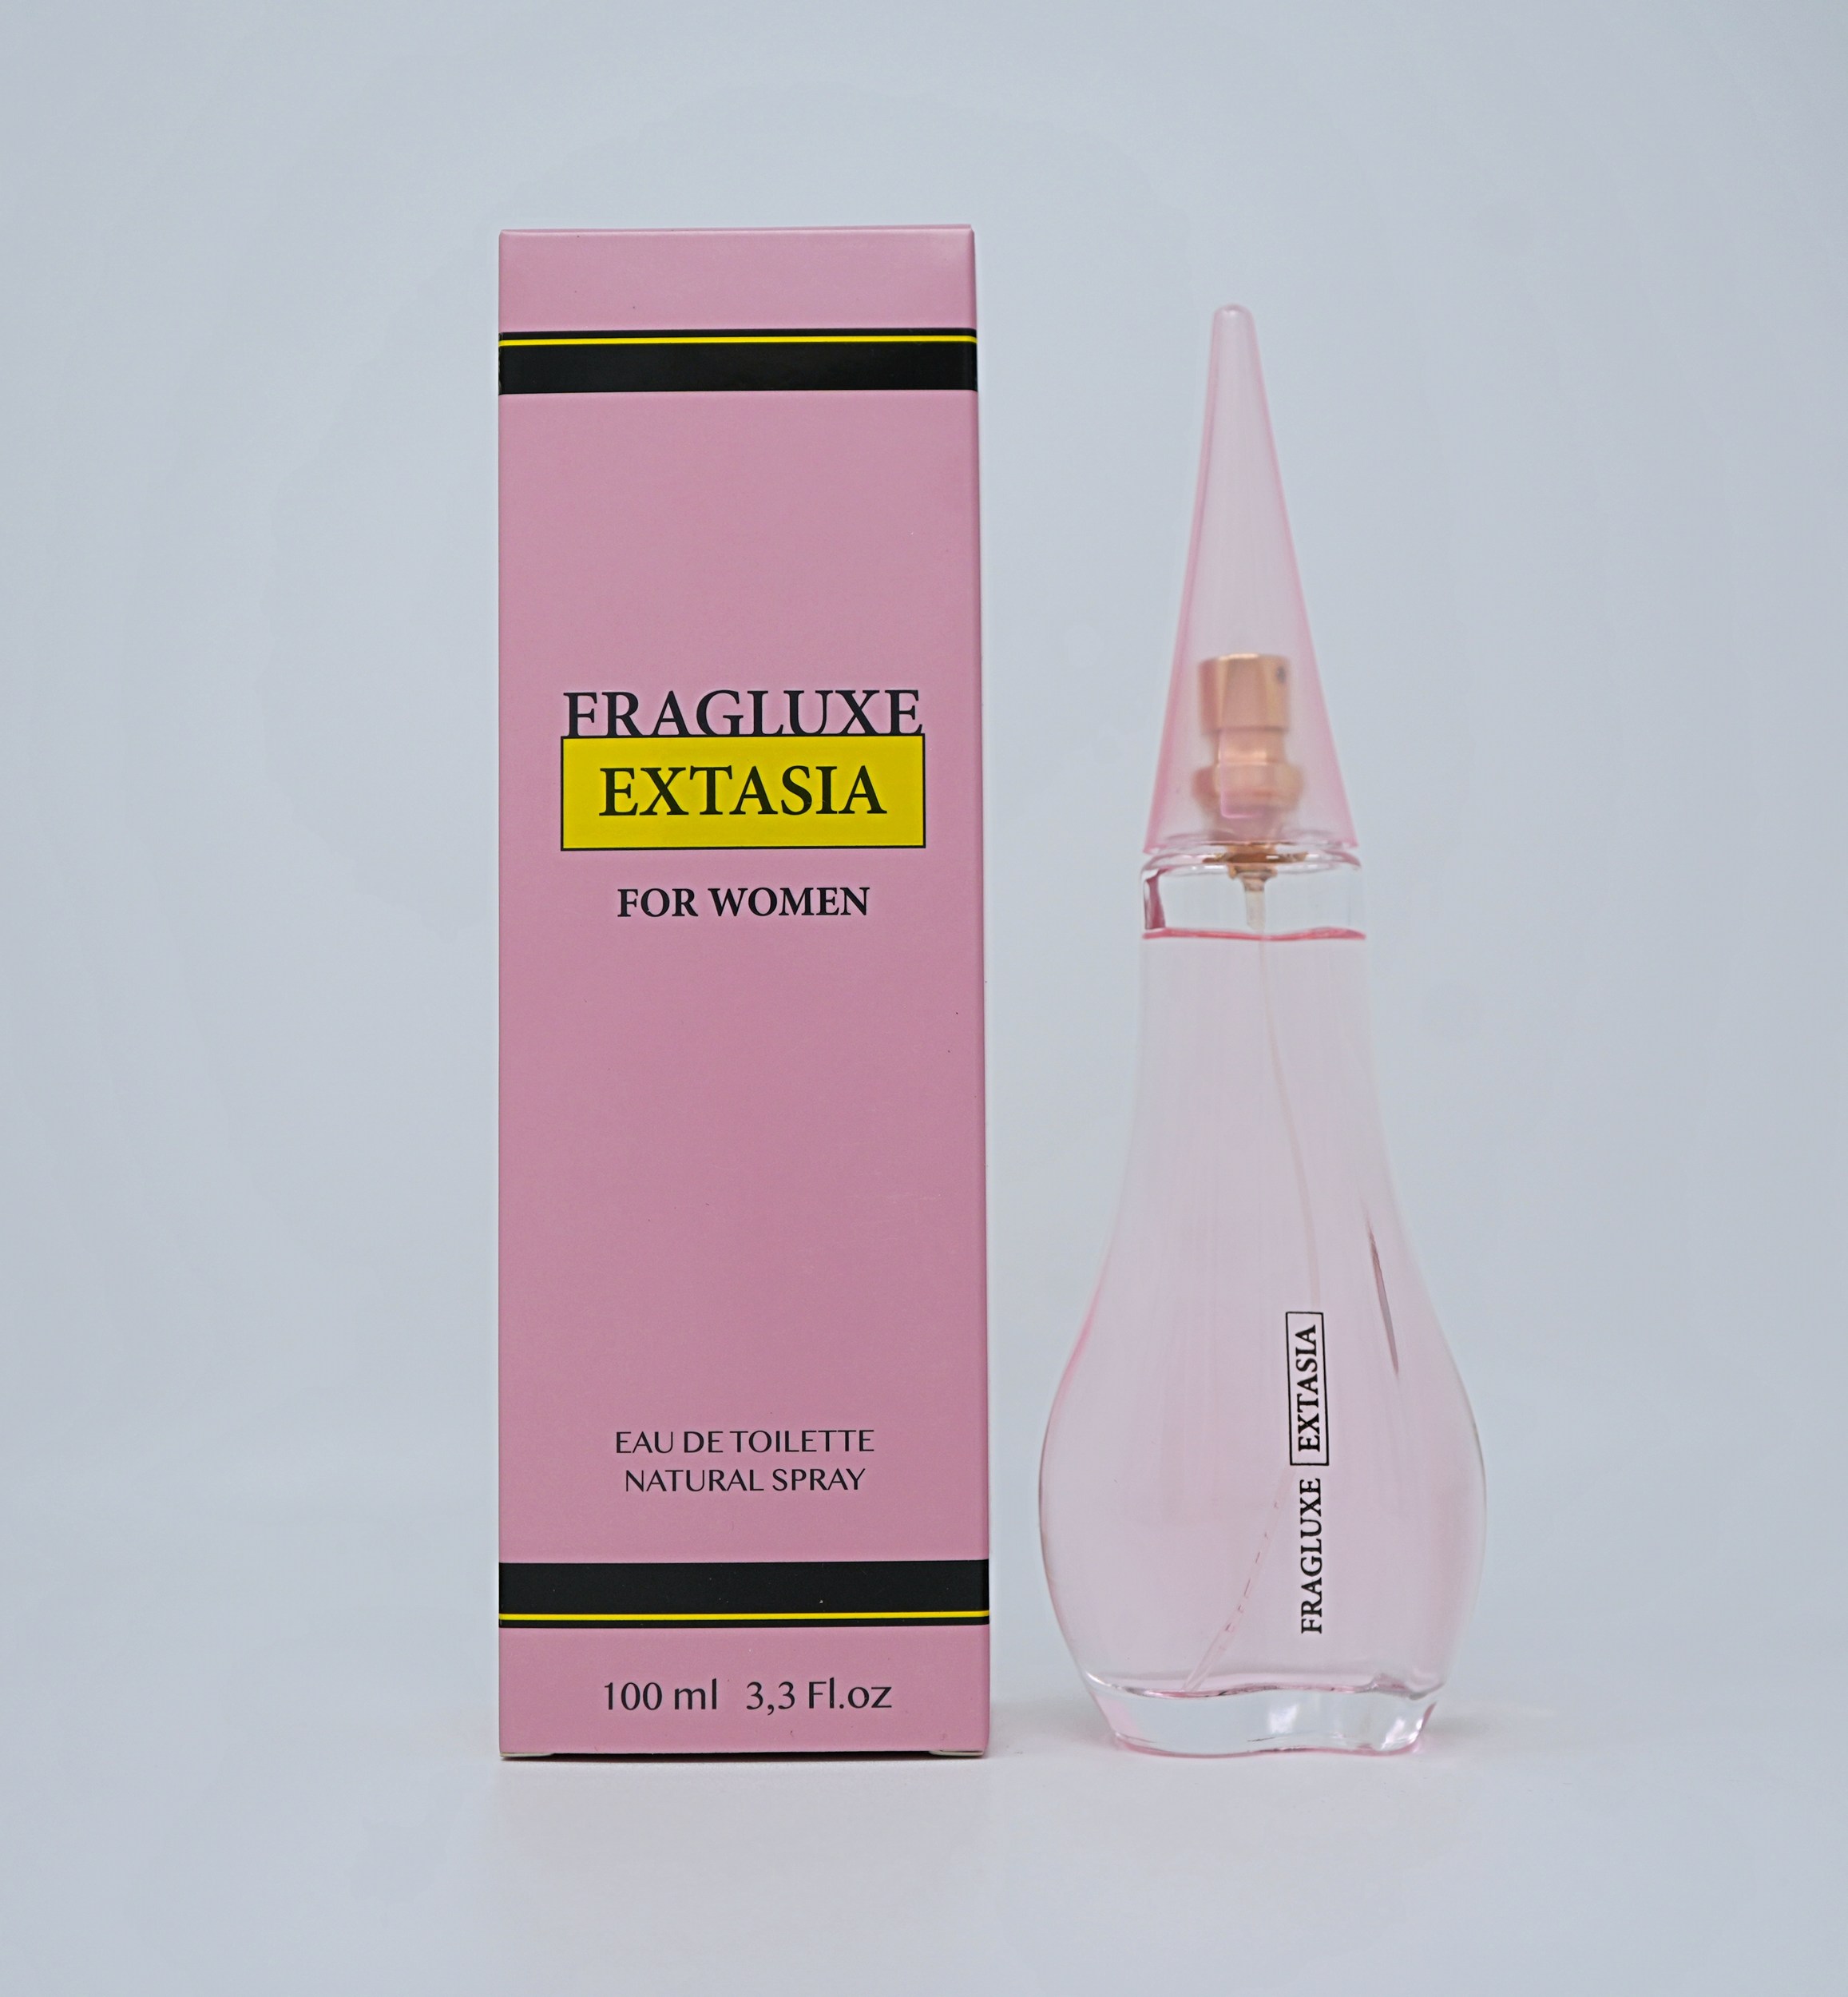 FRAGLUXE
EXTASIA
FOR WOMEN
EAU DE TOILETTE
NATURAL SPRAY
100 ml 3,3 Fl.oz
FRAGLUXE EXTASIA